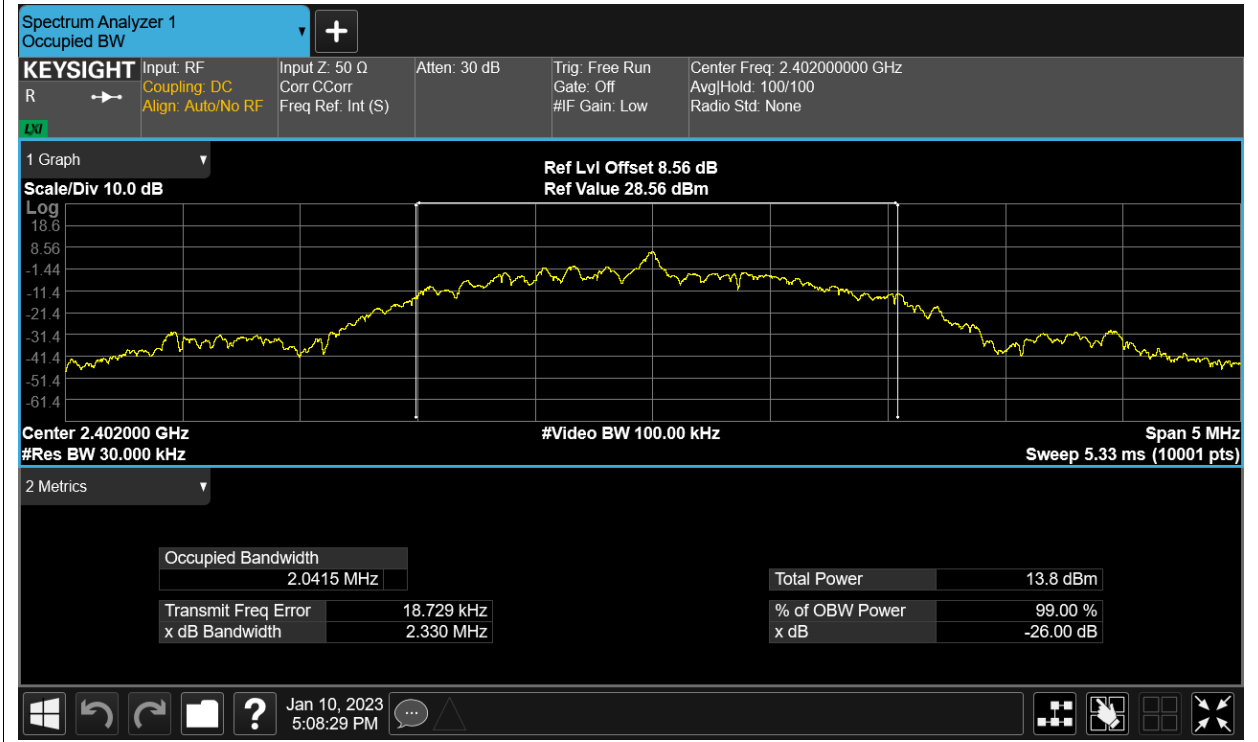 Spectrum Analyzer 1
Occupied BW
KEYSIGHT
R
LXI
Input: RF
Coupling: DC
Align: Auto/No RF
Input Z: 50 Ω
Corr CCorr
Freq Ref: Int (S)
Atten: 30 dB
Trig: Free Run
Gate: Off
#IF Gain: Low
Center Freq: 2.402000000 GHz
Avg|Hold: 100/100
Radio Std: None
1 Graph
Scale/Div 10.0 dB
Ref Lvl Offset 8.56 dB
Ref Value 28.56 dBm
Log
18.6
8.56
-1.44
-11.4
-21.4
-31.4
-41.4
-51.4
-61.4
Center 2.402000 GHz
#Video BW 100.00 kHz
Span 5 MHz
#Res BW 30.000 kHz
Sweep 5.33 ms (10001 pts)
2 Metrics
Occupied Bandwidth
2.0415 MHz
Total Power 13.8 dBm
Transmit Freq Error 18.729 kHz
% of OBW Power 99.00 %
x dB Bandwidth 2.330 MHz
x dB -26.00 dB
?
Jan 10, 2023
5:08:29 PM